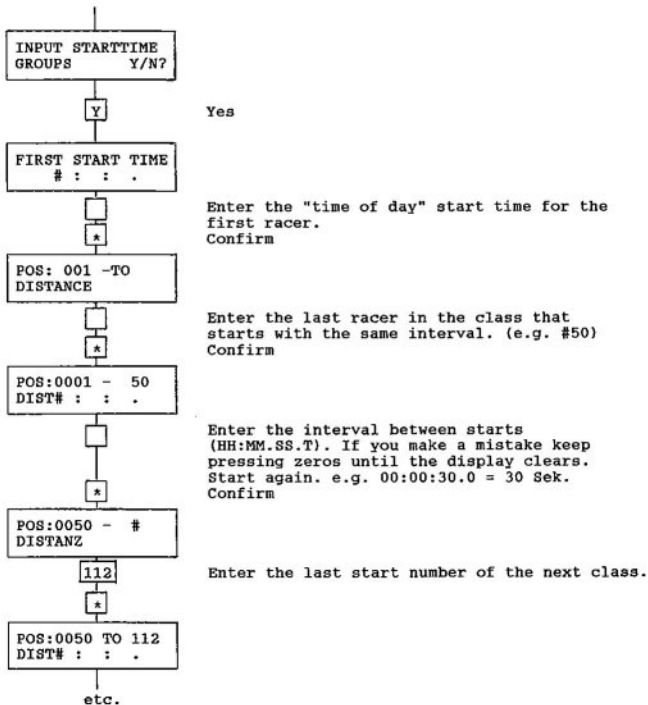 INPUT STARTTIME
GROUPS Y/N?
Y
Yes
FIRST START TIME
# : : .
Enter the "time of day" start time for the
first racer.
*
Confirm
POS: 001 -TO
DISTANCE
Enter the last racer in the class that
starts with the same interval. (e.g. #50)
*
Confirm
POS:0001 - 50
DIST# : : .
Enter the interval between starts
(HH:MM.SS.T). If you make a mistake keep
pressing zeros until the display clears.
Start again. e.g. 00:00:30.0 = 30 Sek.
*
Confirm
POS:0050 - #
DISTANZ
112
Enter the last start number of the next class.
*
POS:0050 TO 112
DIST# : : .
etc.